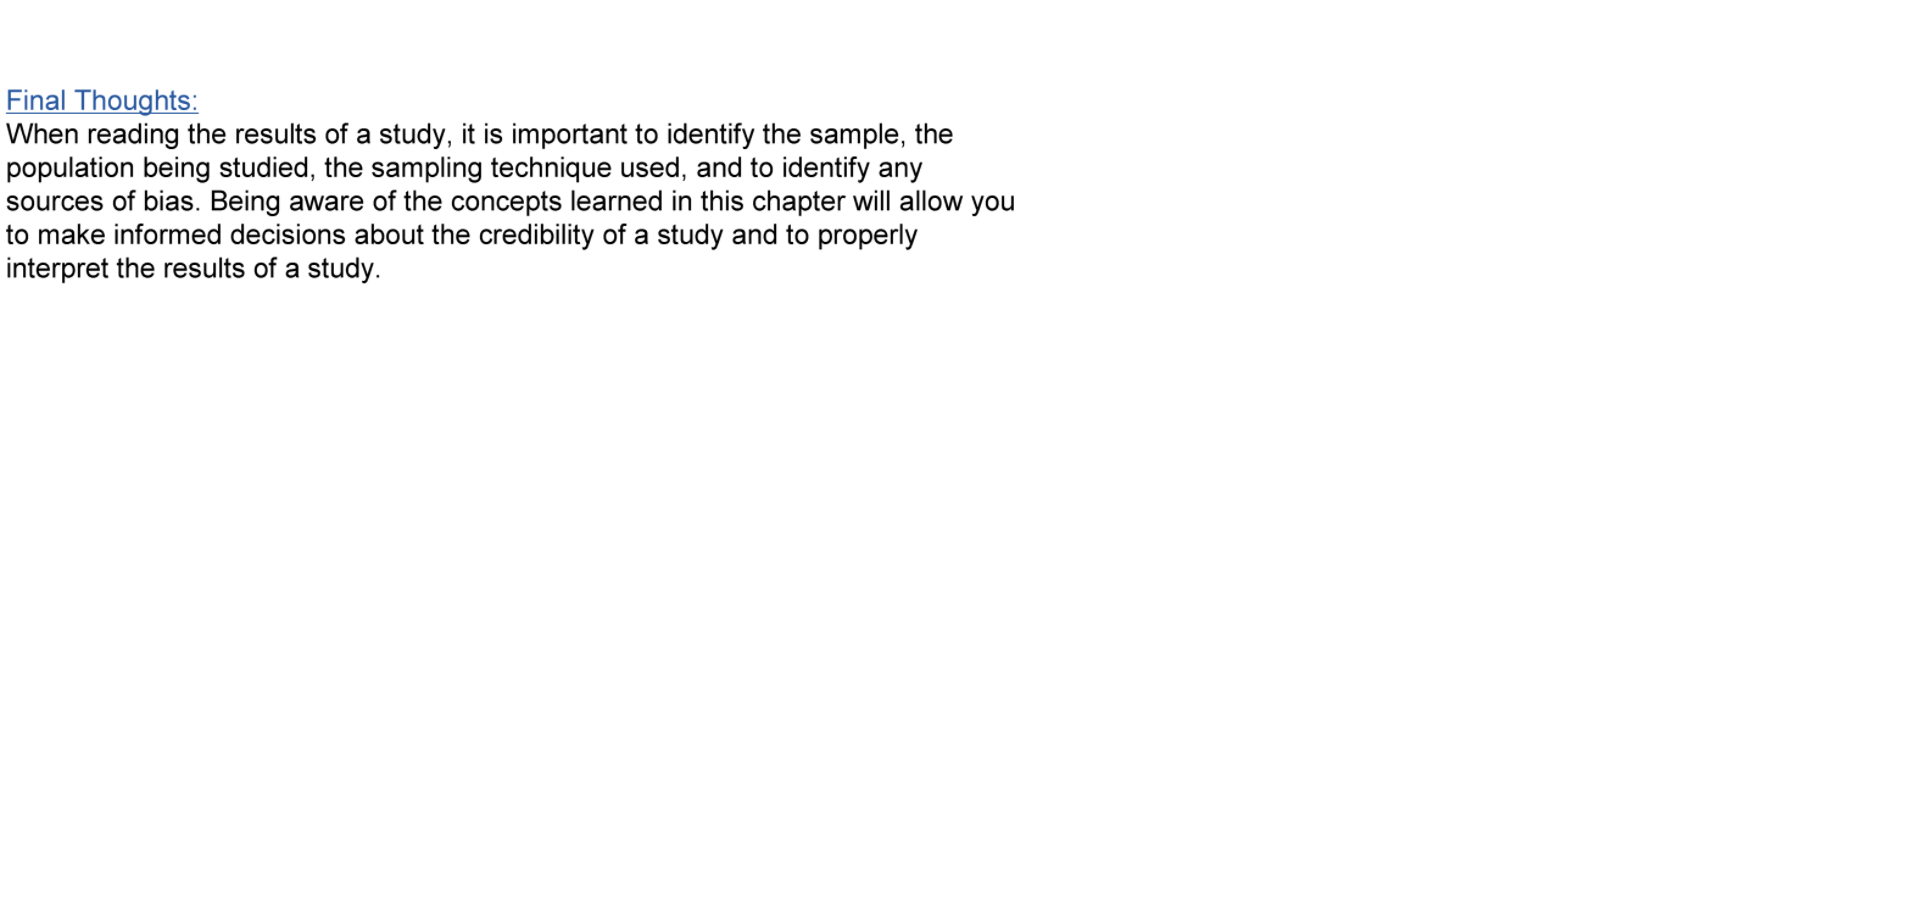 Final Thoughts:
When reading the results of a study, it is important to identify the sample, the
population being studied, the sampling technique used, and to identify any
sources of bias. Being aware of the concepts learned in this chapter will allow you
to make informed decisions about the credibility of a study and to properly
interpret the results of a study.